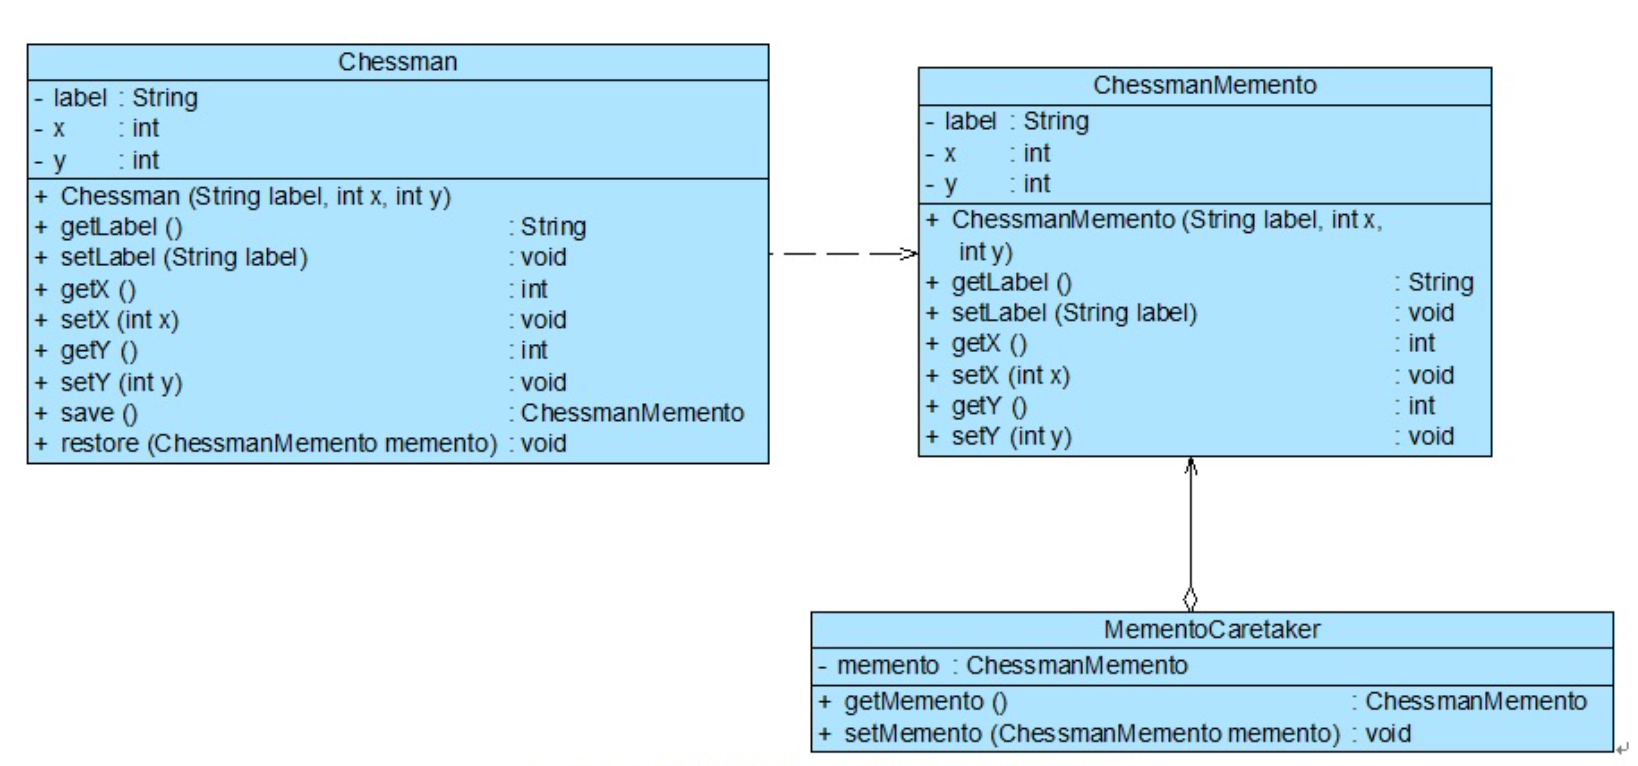 Chessman
- label : String
- x : int
- y : int
+ Chessman (String label, int x, int y)
+ getLabel () : String
+ setLabel (String label) : void
+ getX () : int
+ setX (int x) : void
+ getY () : int
+ setY (int y) : void
+ save () : ChessmanMemento
+ restore (ChessmanMemento memento) : void
ChessmanMemento
- label : String
- x : int
- y : int
+ ChessmanMemento (String label, int x,
int y)
+ getLabel () : String
+ setLabel (String label) : void
+ getX () : int
+ setX (int x) : void
+ getY () : int
+ setY (int y) : void
MementoCaretaker
- memento : ChessmanMemento
+ getMemento () : ChessmanMemento
+ setMemento (ChessmanMemento memento) : void